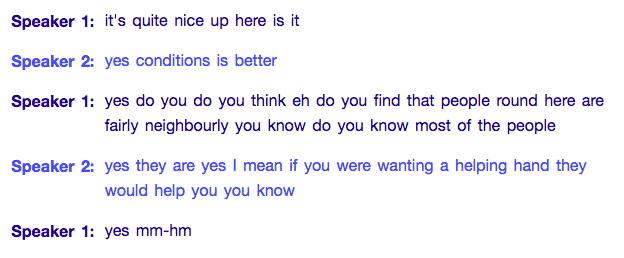 Speaker 1: it's quite nice up here is it
Speaker 2: yes conditions is better
Speaker 1: yes do you do you think eh do you find that people round here are
fairly neighbourly you know do you know most of the people
Speaker 2: yes they are yes I mean if you were wanting a helping hand they
would help you you know
Speaker 1: yes mm-hm